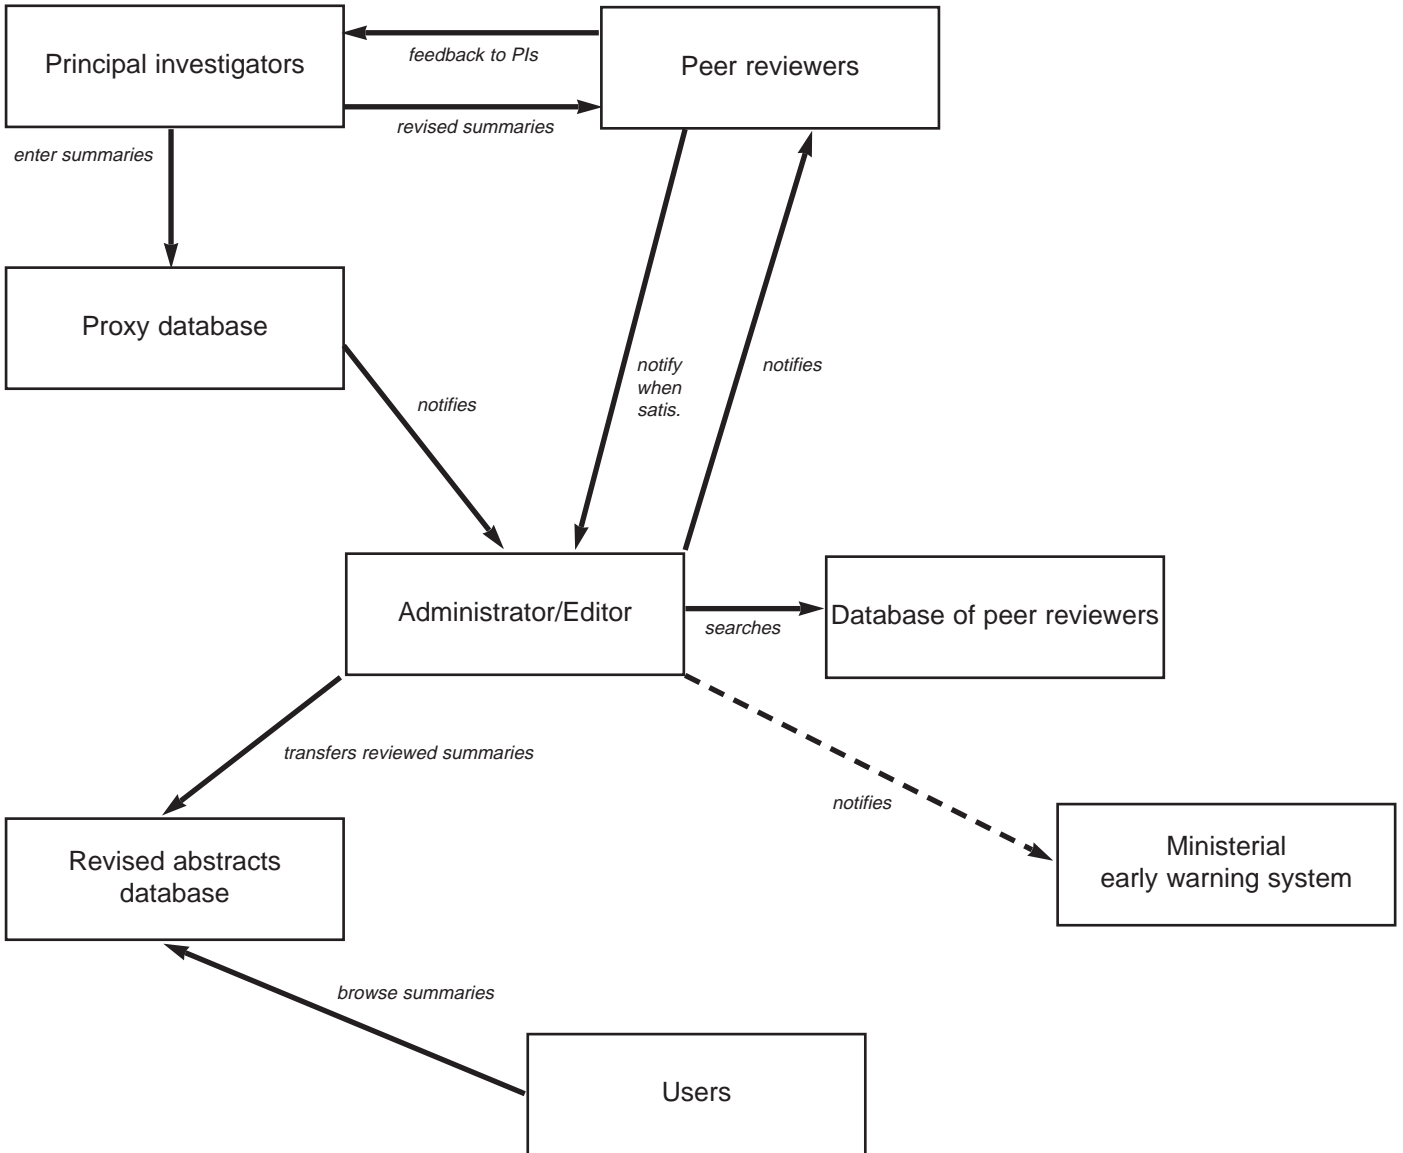 Principal investigators
feedback to PIs
Peer reviewers
revised summaries
enter summaries
Proxy database
notifies
notify
when
satis.
notifies
Administrator/Editor
searches
Database of peer reviewers
transfers reviewed summaries
notifies
Ministerial
early warning system
Revised abstracts
database
browse summaries
Users